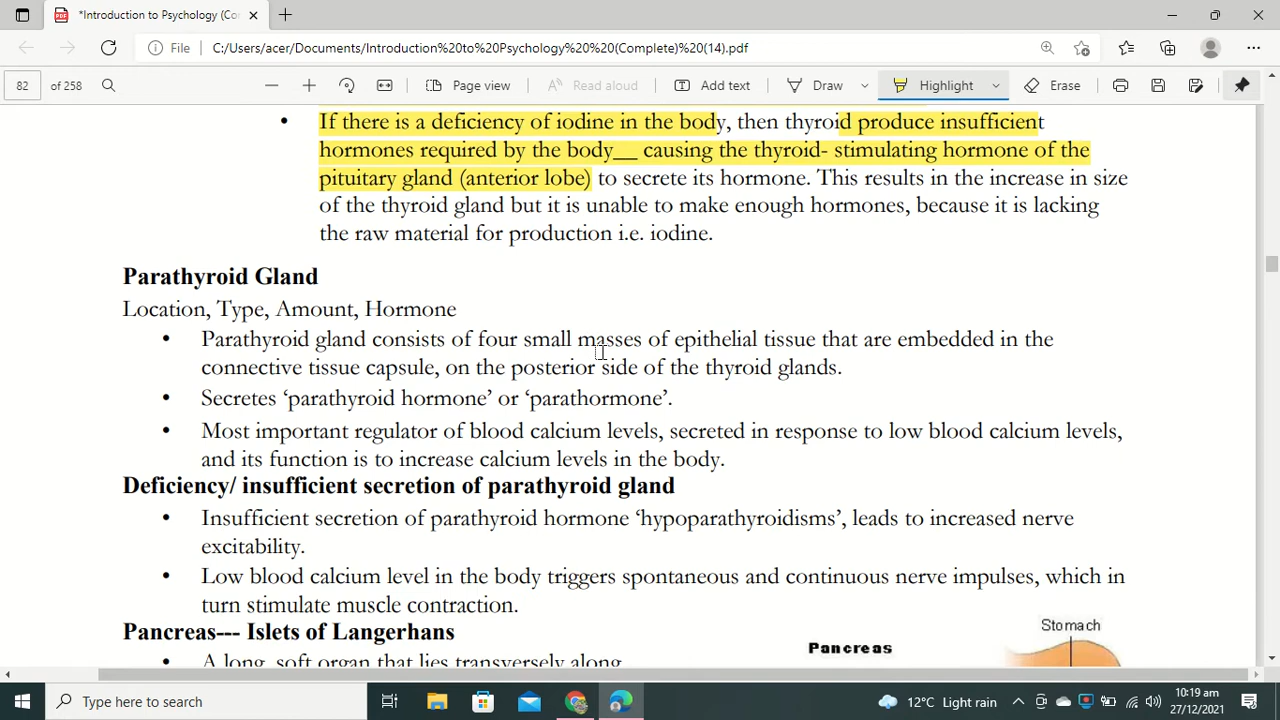 *Introduction to Psychology (Co
File C:/Users/acer/Documents/Introduction%20to%20Psychology%20%20(Complete)%20(14).pdf
82 of 258 Page view Read aloud Add text Draw Highlight Erase
• If there is a deficiency of iodine in the body, then thyroid produce insufficient
hormones required by the body__ causing the thyroid- stimulating hormone of the
pituitary gland (anterior lobe) to secrete its hormone. This results in the increase in size
of the thyroid gland but it is unable to make enough hormones, because it is lacking
the raw material for production i.e. iodine.
Parathyroid Gland
Location, Type, Amount, Hormone
• Parathyroid gland consists of four small masses of epithelial tissue that are embedded in the
connective tissue capsule, on the posterior side of the thyroid glands.
• Secretes ‘parathyroid hormone’ or ‘parathormone’.
• Most important regulator of blood calcium levels, secreted in response to low blood calcium levels,
and its function is to increase calcium levels in the body.
Deficiency/ insufficient secretion of parathyroid gland
• Insufficient secretion of parathyroid hormone ‘hypoparathyroidisms’, leads to increased nerve
excitability.
• Low blood calcium level in the body triggers spontaneous and continuous nerve impulses, which in
turn stimulate muscle contraction.
Pancreas--- Islets of Langerhans
• A long, soft organ that lies transversely along
Pancreas
Stomach
Type here to search
12°C Light rain
10:19 am
27/12/2021